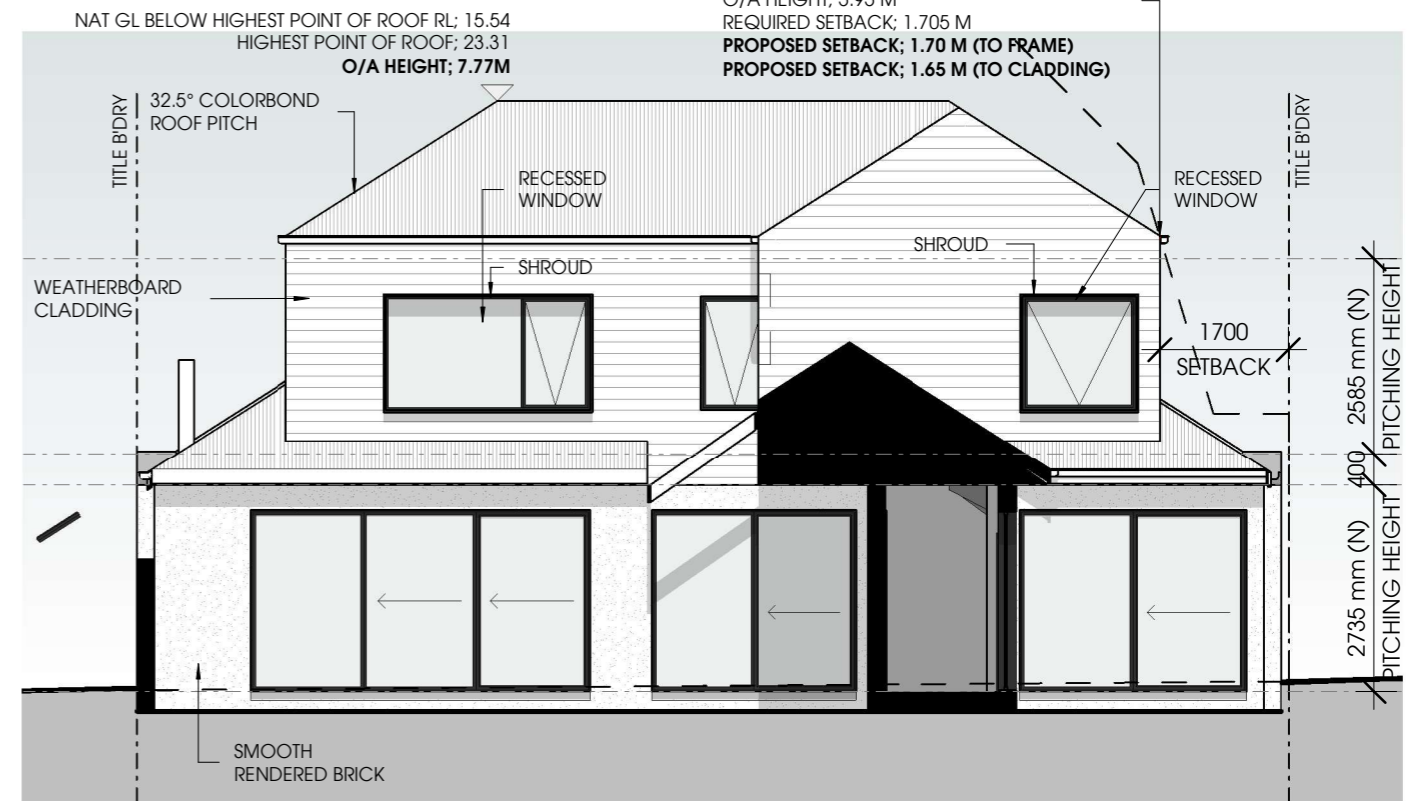 NAT GL BELOW HIGHEST POINT OF ROOF RL; 15.54
HIGHEST POINT OF ROOF; 23.31
O/A HEIGHT; 7.77M
O/A HEIGHT; 5.95 M
REQUIRED SETBACK; 1.705 M
PROPOSED SETBACK; 1.70 M (TO FRAME)
PROPOSED SETBACK; 1.65 M (TO CLADDING)
TITLE B'DRY
32.5° COLORBOND
ROOF PITCH
RECESSED
WINDOW
SHROUD
SHROUD
RECESSED
WINDOW
TITLE B'DRY
WEATHERBOARD
CLADDING
1700
SETBACK
2585 mm (N)
PITCHING HEIGHT
400
2735 mm (N)
PITCHING HEIGHT
SMOOTH
RENDERED BRICK